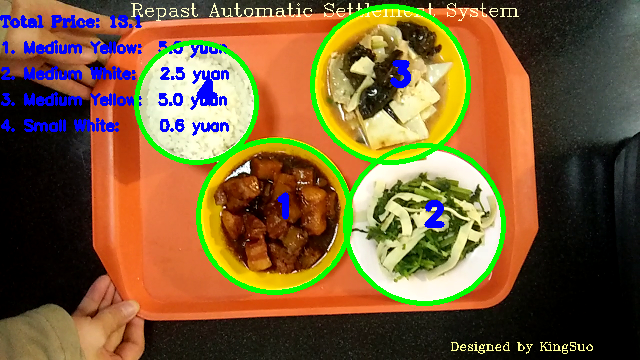 Repast Automatic Settlement System
Total Price: 13.1
1. Medium Yellow: 5.0 yuan
2. Medium White: 2.5 yuan
3. Medium Yellow: 5.0 yuan
4. Small White: 0.6 yuan
4
3
1
2
Designed by KingSuo